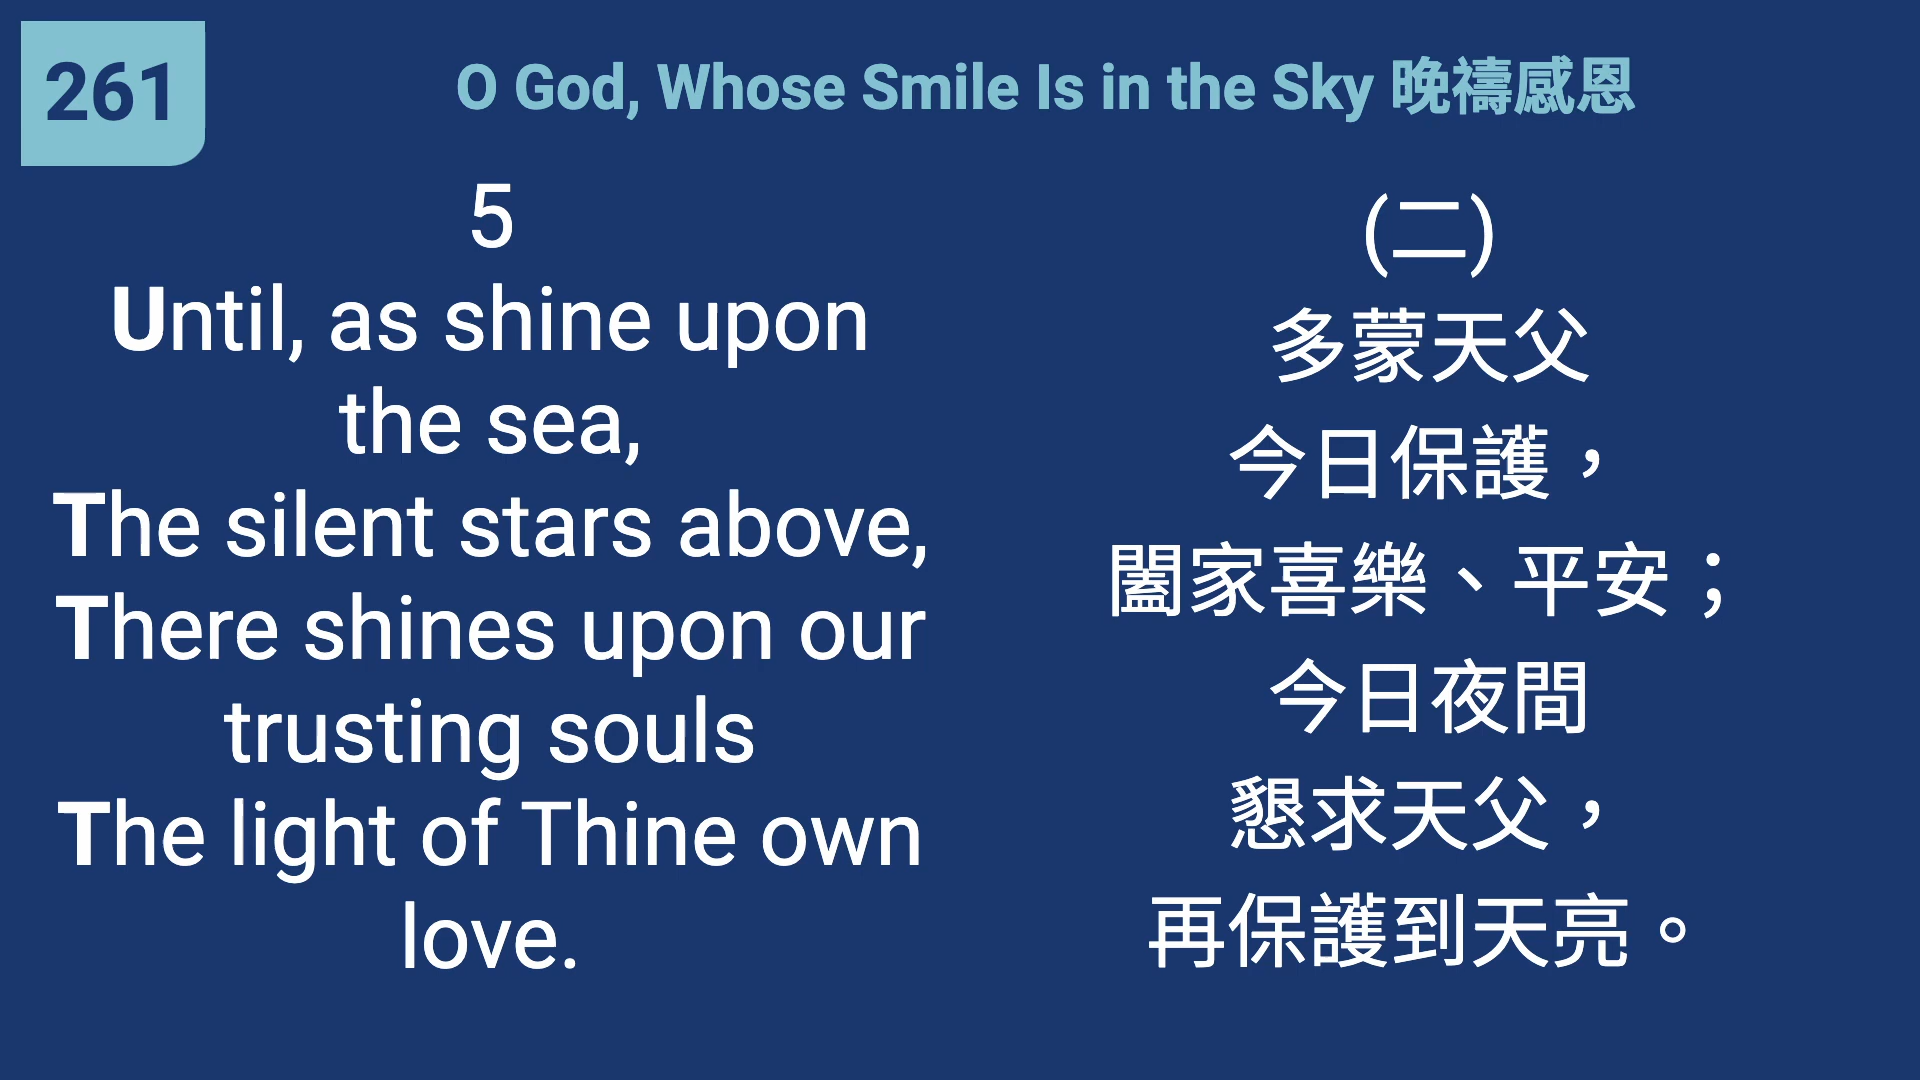 261
O God, Whose Smile Is in the Sky 晚禱感恩
5
Until, as shine upon
the sea,
The silent stars above,
There shines upon our
trusting souls
The light of Thine own
love.
(二)
多蒙天父
今日保護，
闔家喜樂、平安；
今日夜間
懇求天父，
再保護到天亮。